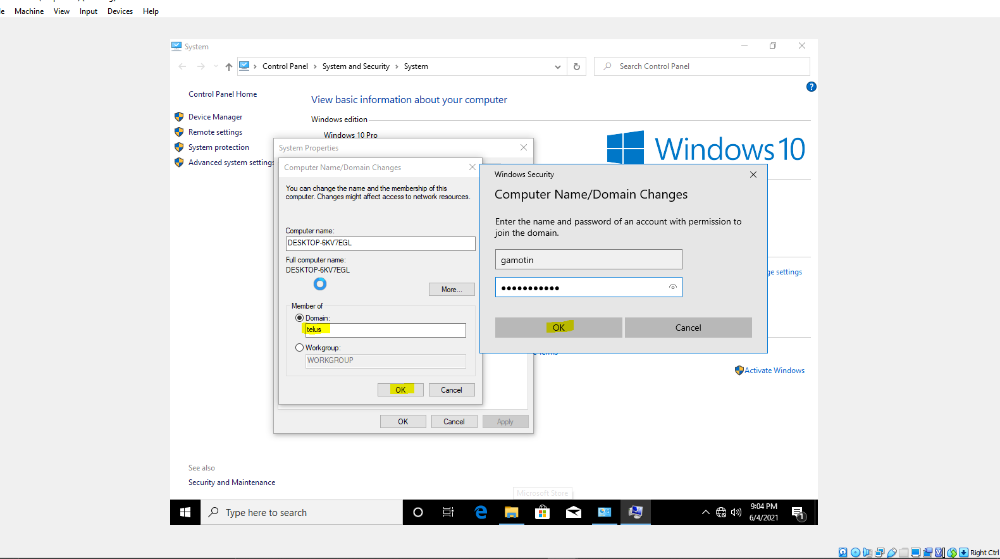 Machine View Input Devices Help
System
Control Panel › System and Security › System
Search Control Panel
Control Panel Home
Device Manager
Remote settings
System protection
Advanced system settings
View basic information about your computer
Windows edition
Windows 10 Pro
Windows 10
System Properties
Computer Name/Domain Changes
You can change the name and the membership of this
computer. Changes might affect access to network resources.
Computer name:
DESKTOP-6KV7EGL
Full computer name:
DESKTOP-6KV7EGL
More...
Member of
Domain:
telus
Workgroup:
WORKGROUP
OK Cancel
OK Cancel Apply
Windows Security
Computer Name/Domain Changes
Enter the name and password of an account with permission to
join the domain.
gamotin
●●●●●●●●●●●
OK Cancel
ge settings
e Terms
Activate Windows
See also
Security and Maintenance
Microsoft Store
Type here to search
9:04 PM
6/4/2021
1
Right Ctrl